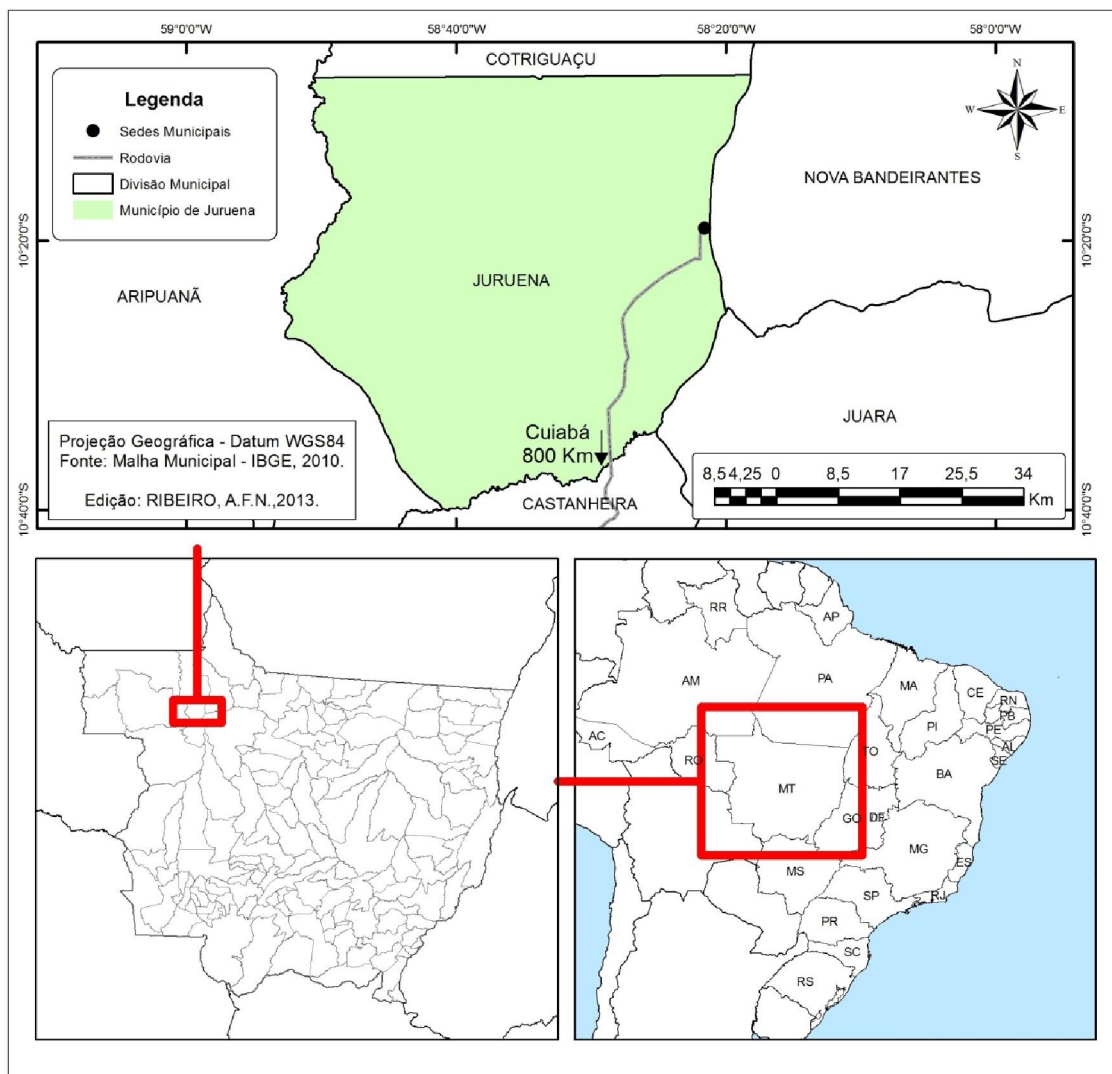 59°0'0"W
58°40'0"W
58°20'0"W
58°0'0"W
COTRIGUAÇU
Legenda
Sedes Municipais
Rodovia
Divisão Municipal
Município de Juruena
N
W
E
S
NOVA BANDEIRANTES
10°20'0"S
10°20'0"S
ARIPUANÃ
JURUENA
JUARA
Projeção Geográfica - Datum WGS84
Fonte: Malha Municipal - IBGE, 2010.
Edição: RIBEIRO, A.F.N.,2013.
Cuiabá
800 Km
CASTANHEIRA
8,5 4,25 0 8,5 17 25,5 34
Km
10°40'0"S
10°40'0"S
RR
AP
AM
PA
MA
CE
RN
PB
PI
PE
AC
AL
SE
RO
TO
BA
MT
GO
DF
MG
ES
MS
SP
RJ
PR
SC
RS